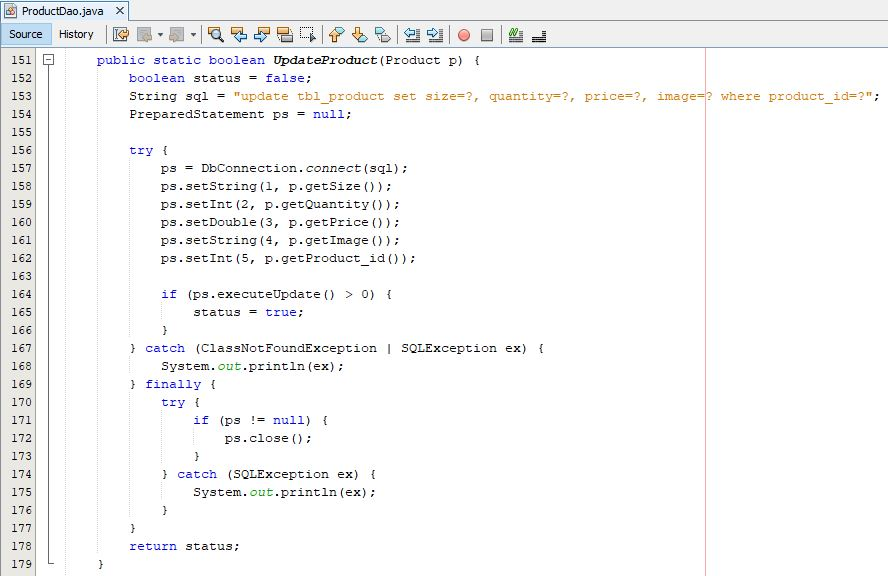 ProductDao.java
Source History
151 public static boolean UpdateProduct(Product p) {
152 boolean status = false;
153 String sql = "update tbl_product set size=?, quantity=?, price=?, image=? where product_id=?";
154 PreparedStatement ps = null;
155
156 try {
157 ps = DbConnection.connect(sql);
158 ps.setString(1, p.getSize());
159 ps.setInt(2, p.getQuantity());
160 ps.setDouble(3, p.getPrice());
161 ps.setString(4, p.getImage());
162 ps.setInt(5, p.getProduct_id());
163
164 if (ps.executeUpdate() > 0) {
165 status = true;
166 }
167 } catch (ClassNotFoundException | SQLException ex) {
168 System.out.println(ex);
169 } finally {
170 try {
171 if (ps != null) {
172 ps.close();
173 }
174 } catch (SQLException ex) {
175 System.out.println(ex);
176 }
177 }
178 return status;
179 }